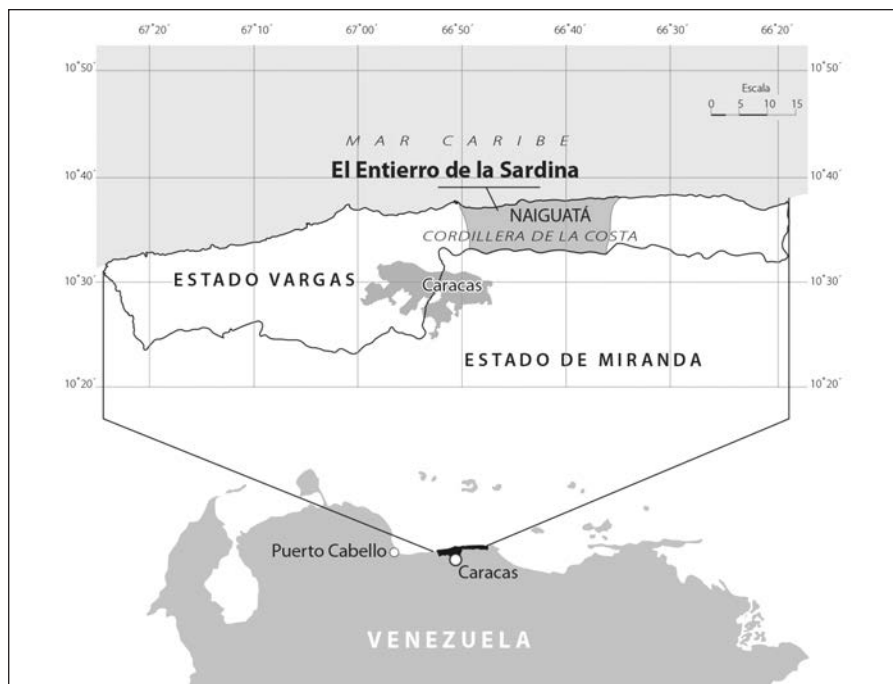 67°20´ 67°10´ 67°00´ 66°50´ 66°40´ 66°30´ 66°20´
10°50´ 10°50´
Escala
0 5 10 15
MAR CARIBE
El Entierro de la Sardina
10°40´ 10°40´
NAIGUATÁ
CORDILLERA DE LA COSTA
ESTADO VARGAS
10°30´ 10°30´
Caracas
ESTADO DE MIRANDA
10°20´ 10°20´
Puerto Cabello
Caracas
VENEZUELA